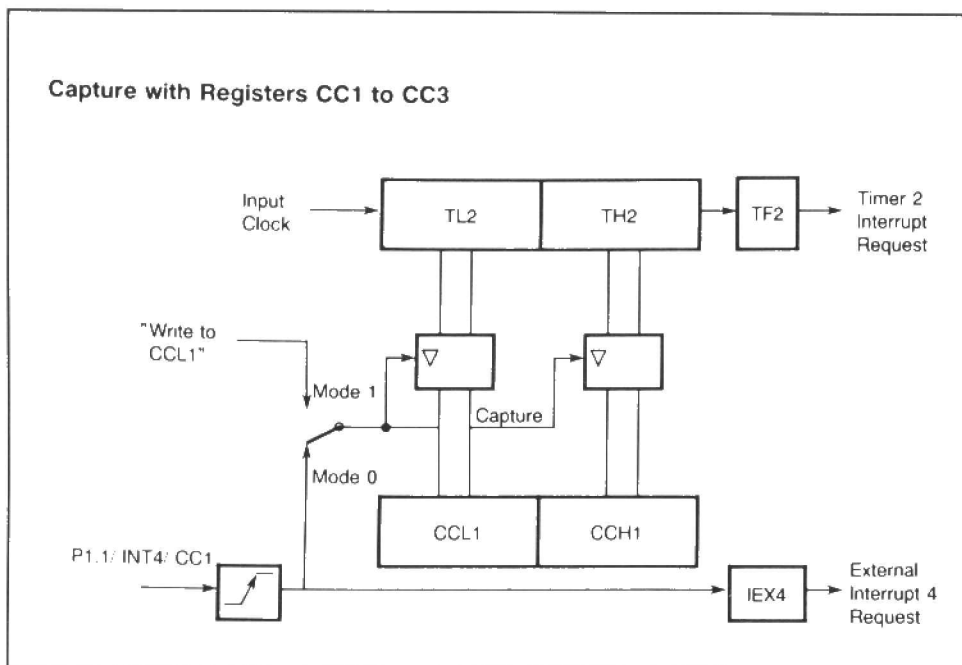 Capture with Registers CC1 to CC3
Input
Clock
TL2
TH2
TF2
Timer 2
Interrupt
Request
"Write to
CCL1"
Mode 1
Capture
Mode 0
CCL1
CCH1
P1.1/ INT4/ CC1
IEX4
External
Interrupt 4
Request